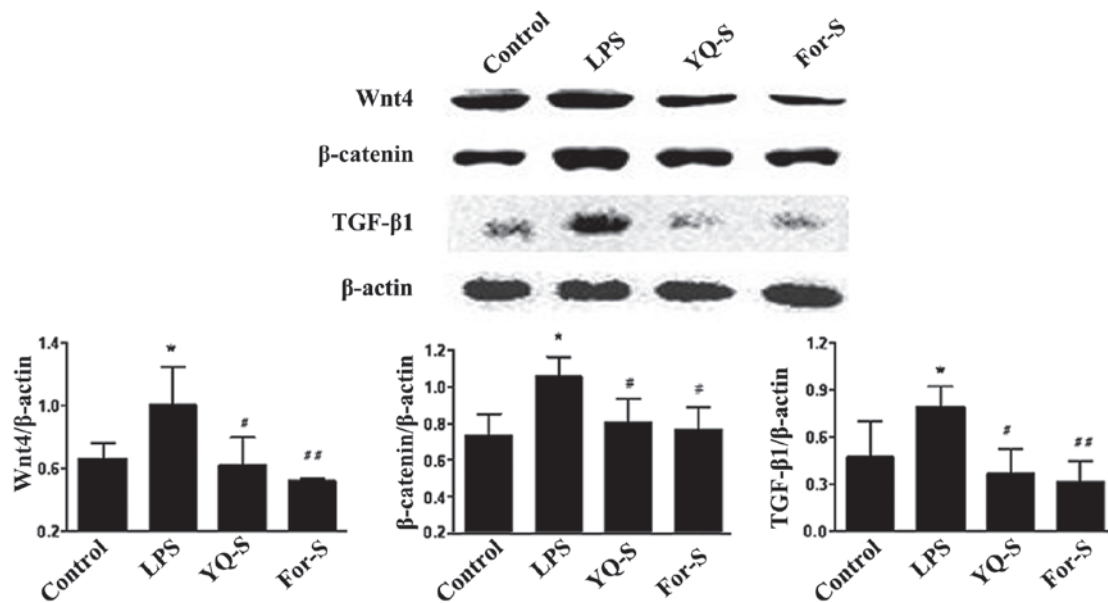 Control LPS YQ-S For-S
Wnt4
β-catenin
TGF-β1
β-actin
Wnt4/β-actin
1.4
1.0
0.6
0.2
*
#
##
Control LPS YQ-S For-S
β-catenin/β-actin
1.2
1.0
0.8
0.6
0.4
0.2
*
#
#
Control LPS YQ-S For-S
TGF-β1/β-actin
1.2
0.9
0.6
0.3
0.0
*
#
##
Control LPS YQ-S For-S